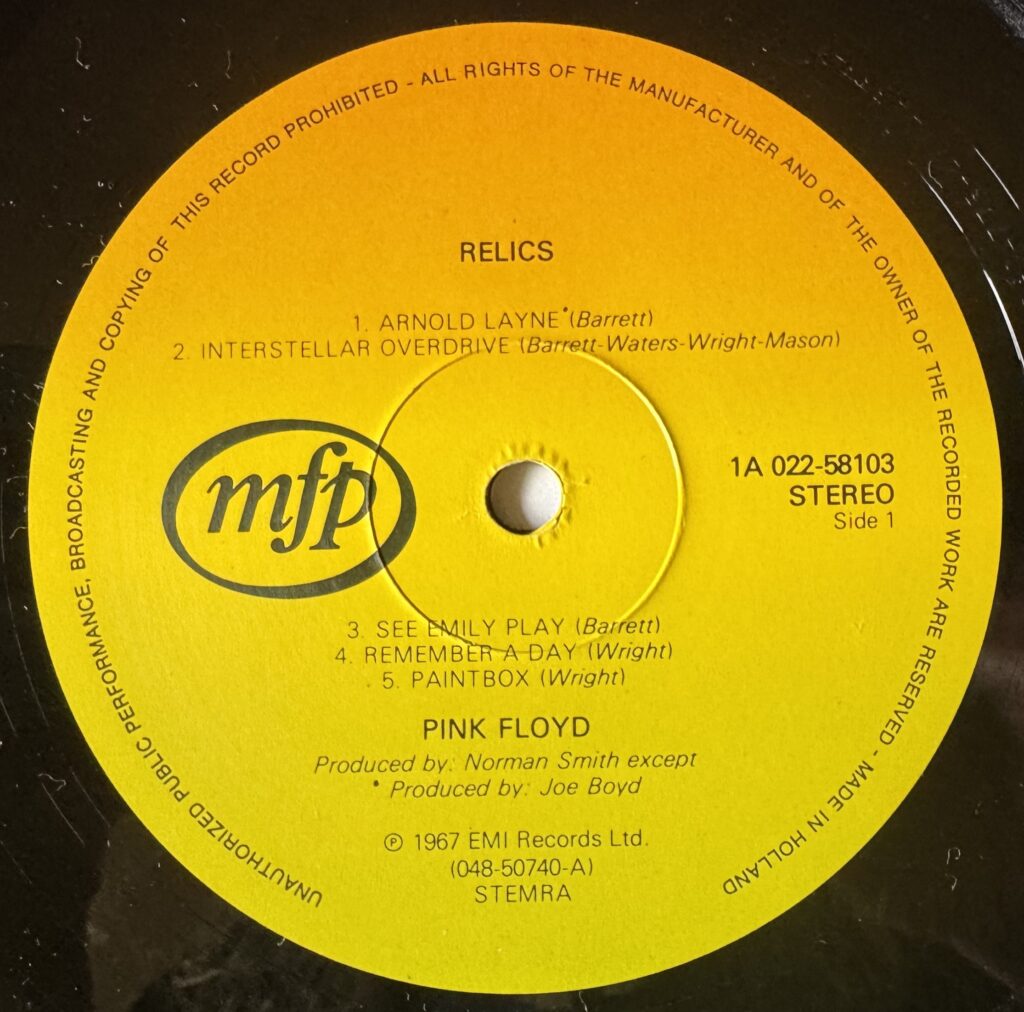 UNAUTHORIZED PUBLIC PERFORMANCE, BROADCASTING AND COPYING OF THIS RECORD PROHIBITED - ALL RIGHTS OF THE MANUFACTURER AND OF THE OWNER OF THE RECORDED WORK ARE RESERVED - MADE IN HOLLAND
RELICS
1. ARNOLD LAYNE• (Barrett)
2. INTERSTELLAR OVERDRIVE (Barrett-Waters-Wright-Mason)
mfp
1A 022-58103
STEREO
Side 1
3. SEE EMILY PLAY (Barrett)
4. REMEMBER A DAY (Wright)
5. PAINTBOX (Wright)
PINK FLOYD
Produced by: Norman Smith except
• Produced by: Joe Boyd
℗ 1967 EMI Records Ltd.
(048-50740-A)
STEMRA